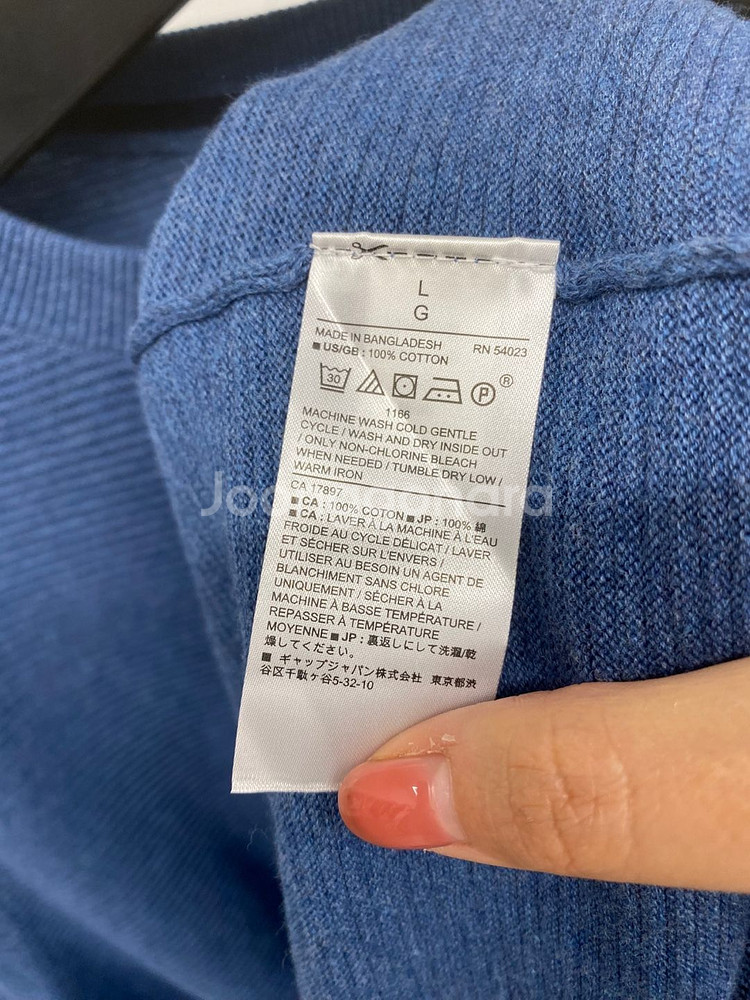 L
G
MADE IN BANGLADESH RN 54023
■ US/GB : 100% COTTON
30 P ®
1166
MACHINE WASH COLD GENTLE
CYCLE / WASH AND DRY INSIDE OUT
/ ONLY NON-CHLORINE BLEACH
WHEN NEEDED / TUMBLE DRY LOW /
WARM IRON
CA 17897
■ CA : 100% COTON ■ JP : 100% 綿
■ CA : LAVER À LA MACHINE À L'EAU
FROIDE AU CYCLE DÉLICAT / LAVER
ET SÉCHER SUR L'ENVERS /
UTILISER AU BESOIN UN AGENT DE
BLANCHIMENT SANS CHLORE
UNIQUEMENT / SÉCHER À LA
MACHINE À BASSE TEMPÉRATURE /
REPASSER À TEMPÉRATURE
MOYENNE ■ JP : 裏返しにして洗濯/乾
燥してください。
■ ギャップジャパン株式会社 東京都渋
谷区千駄ヶ谷5-32-10